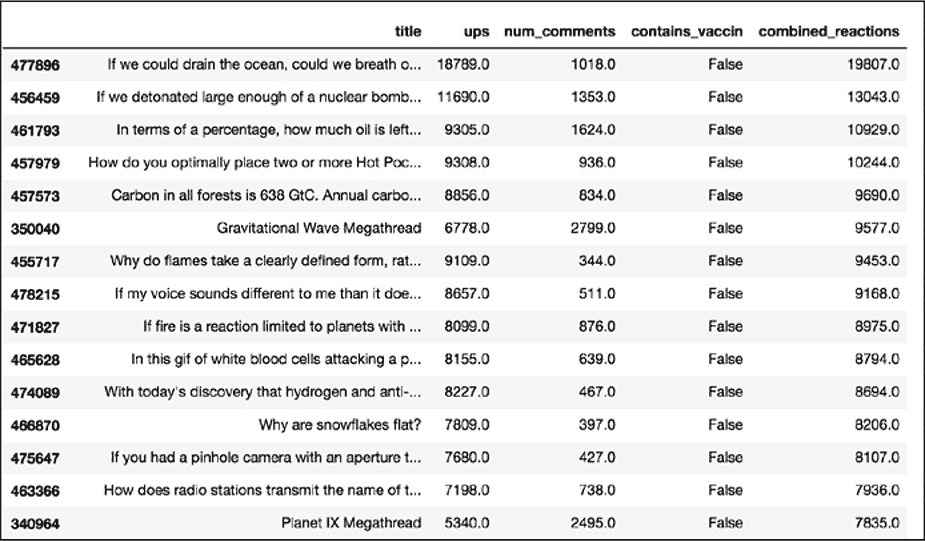 title ups num_comments contains_vaccin combined_reactions
477896 If we could drain the ocean, could we breath o... 18789.0 1018.0 False 19807.0
456459 If we detonated large enough of a nuclear bomb... 11690.0 1353.0 False 13043.0
461793 In terms of a percentage, how much oil is left... 9305.0 1624.0 False 10929.0
457979 How do you optimally place two or more Hot Poc... 9308.0 936.0 False 10244.0
457573 Carbon in all forests is 638 GtC. Annual carbo... 8856.0 834.0 False 9690.0
350040 Gravitational Wave Megathread 6778.0 2799.0 False 9577.0
455717 Why do flames take a clearly defined form, rat... 9109.0 344.0 False 9453.0
478215 If my voice sounds different to me than it doe... 8657.0 511.0 False 9168.0
471827 If fire is a reaction limited to planets with ... 8099.0 876.0 False 8975.0
465628 In this gif of white blood cells attacking a p... 8155.0 639.0 False 8794.0
474089 With today's discovery that hydrogen and anti-... 8227.0 467.0 False 8694.0
466870 Why are snowflakes flat? 7809.0 397.0 False 8206.0
475647 If you had a pinhole camera with an aperture t... 7680.0 427.0 False 8107.0
463366 How does radio stations transmit the name of t... 7198.0 738.0 False 7936.0
340964 Planet IX Megathread 5340.0 2495.0 False 7835.0